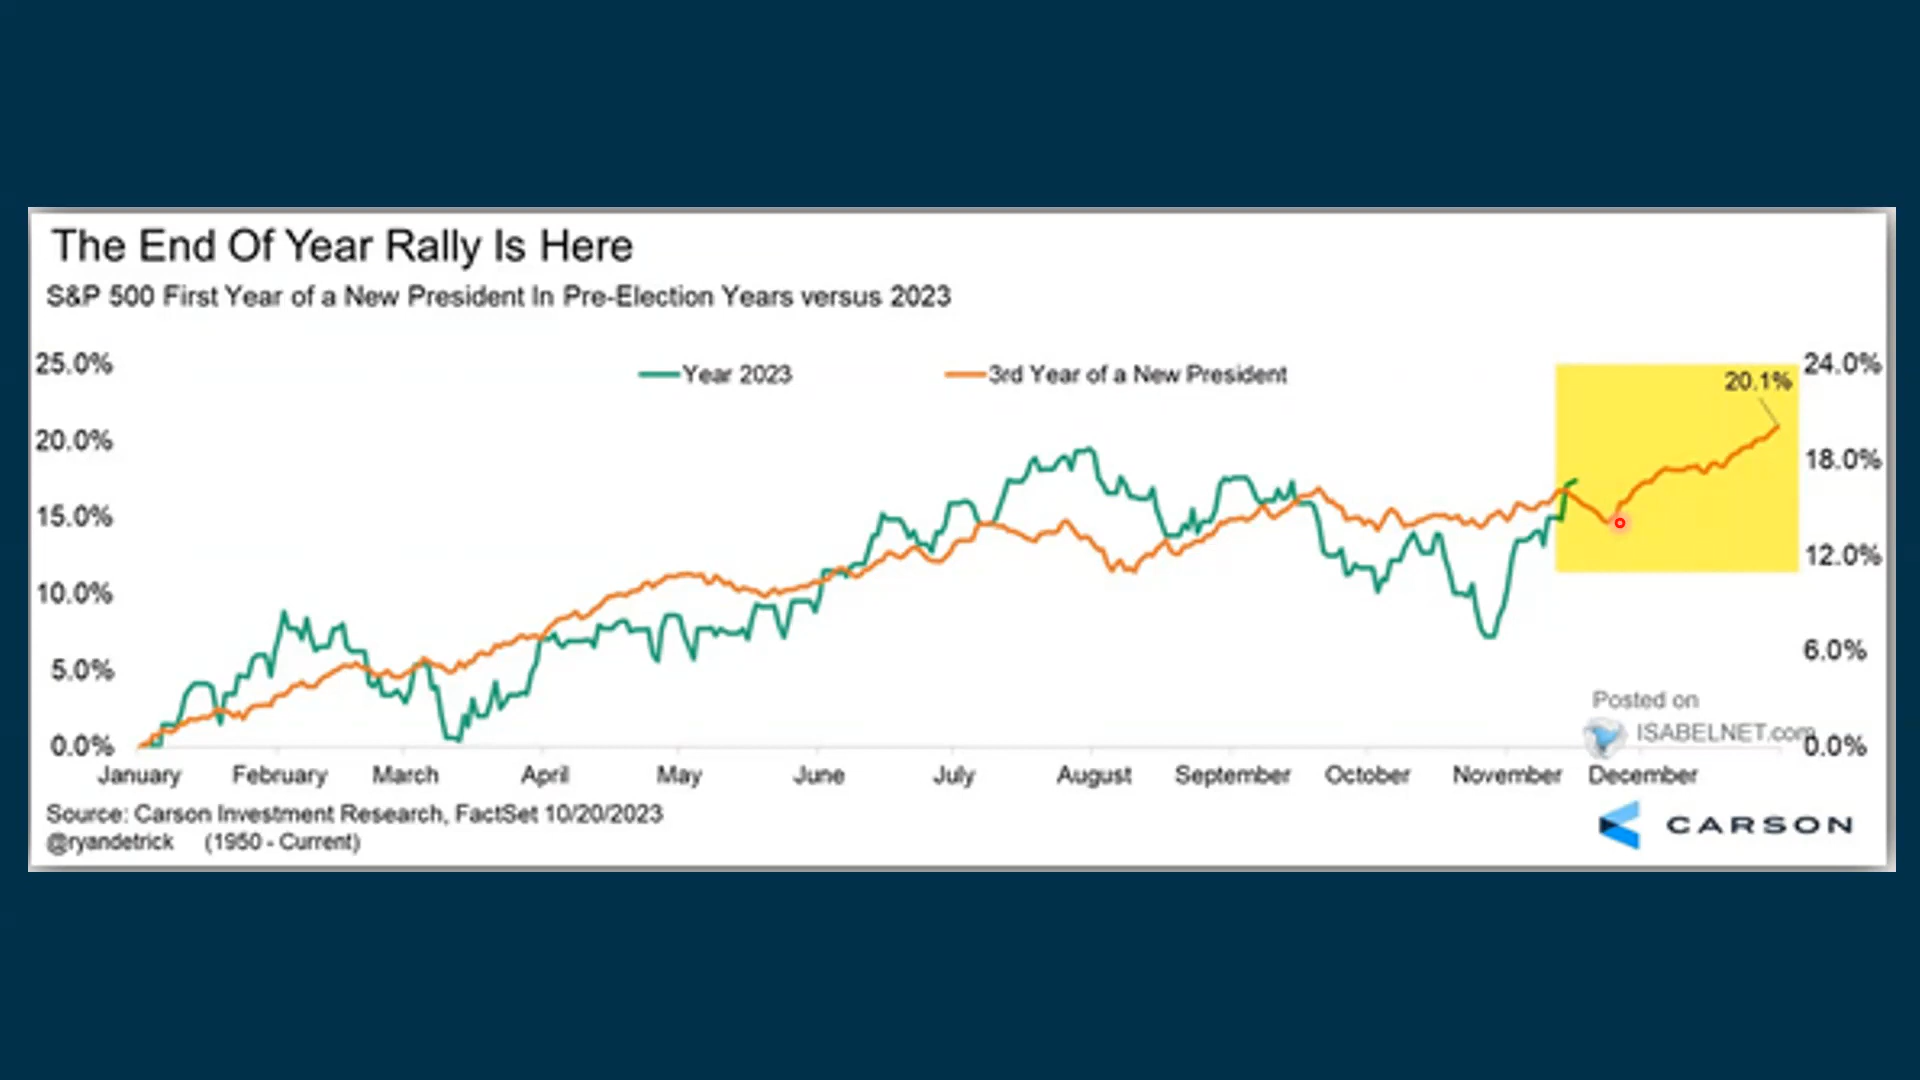 The End Of Year Rally Is Here
S&P 500 First Year of a New President In Pre-Election Years versus 2023
25.0%
20.0%
15.0%
10.0%
5.0%
0.0%
Year 2023
3rd Year of a New President
20.1%
24.0%
18.0%
12.0%
6.0%
0.0%
Posted on
ISABELNET.com
January February March April May June July August September October November December
Source: Carson Investment Research, FactSet 10/20/2023
@ryandetrick (1950 - Current)
CARSON